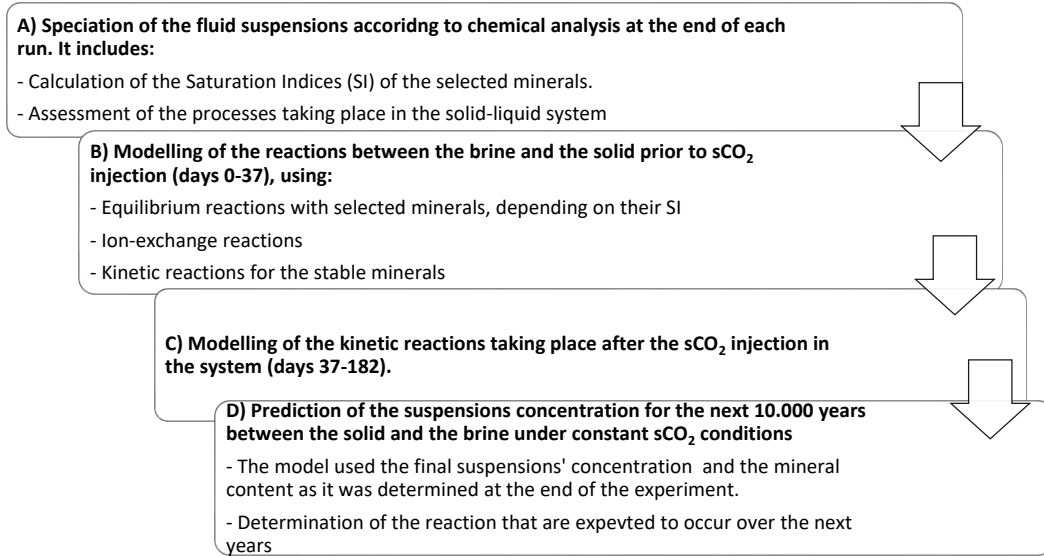 A) Speciation of the fluid suspensions accoridng to chemical analysis at the end of each
run. It includes:
- Calculation of the Saturation Indices (SI) of the selected minerals.
- Assessment of the processes taking place in the solid-liquid system
B) Modelling of the reactions between the brine and the solid prior to sCO₂
injection (days 0-37), using:
- Equilibrium reactions with selected minerals, depending on their SI
- Ion-exchange reactions
- Kinetic reactions for the stable minerals
C) Modelling of the kinetic reactions taking place after the sCO₂ injection in
the system (days 37-182).
D) Prediction of the suspensions concentration for the next 10.000 years
between the solid and the brine under constant sCO₂ conditions
- The model used the final suspensions' concentration and the mineral
content as it was determined at the end of the experiment.
- Determination of the reaction that are expevted to occur over the next
years